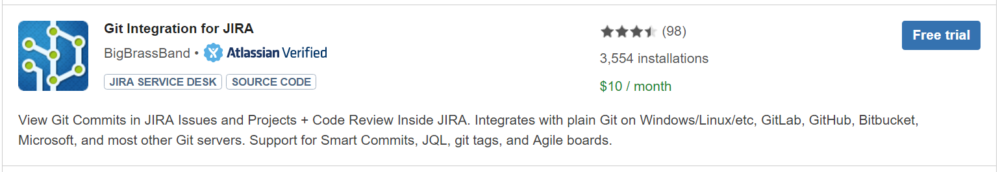 Git Integration for JIRA
BigBrassBand • Atlassian Verified
JIRA SERVICE DESK SOURCE CODE
(98)
3,554 installations
$10 / month
Free trial
View Git Commits in JIRA Issues and Projects + Code Review Inside JIRA. Integrates with plain Git on Windows/Linux/etc, GitLab, GitHub, Bitbucket,
Microsoft, and most other Git servers. Support for Smart Commits, JQL, git tags, and Agile boards.